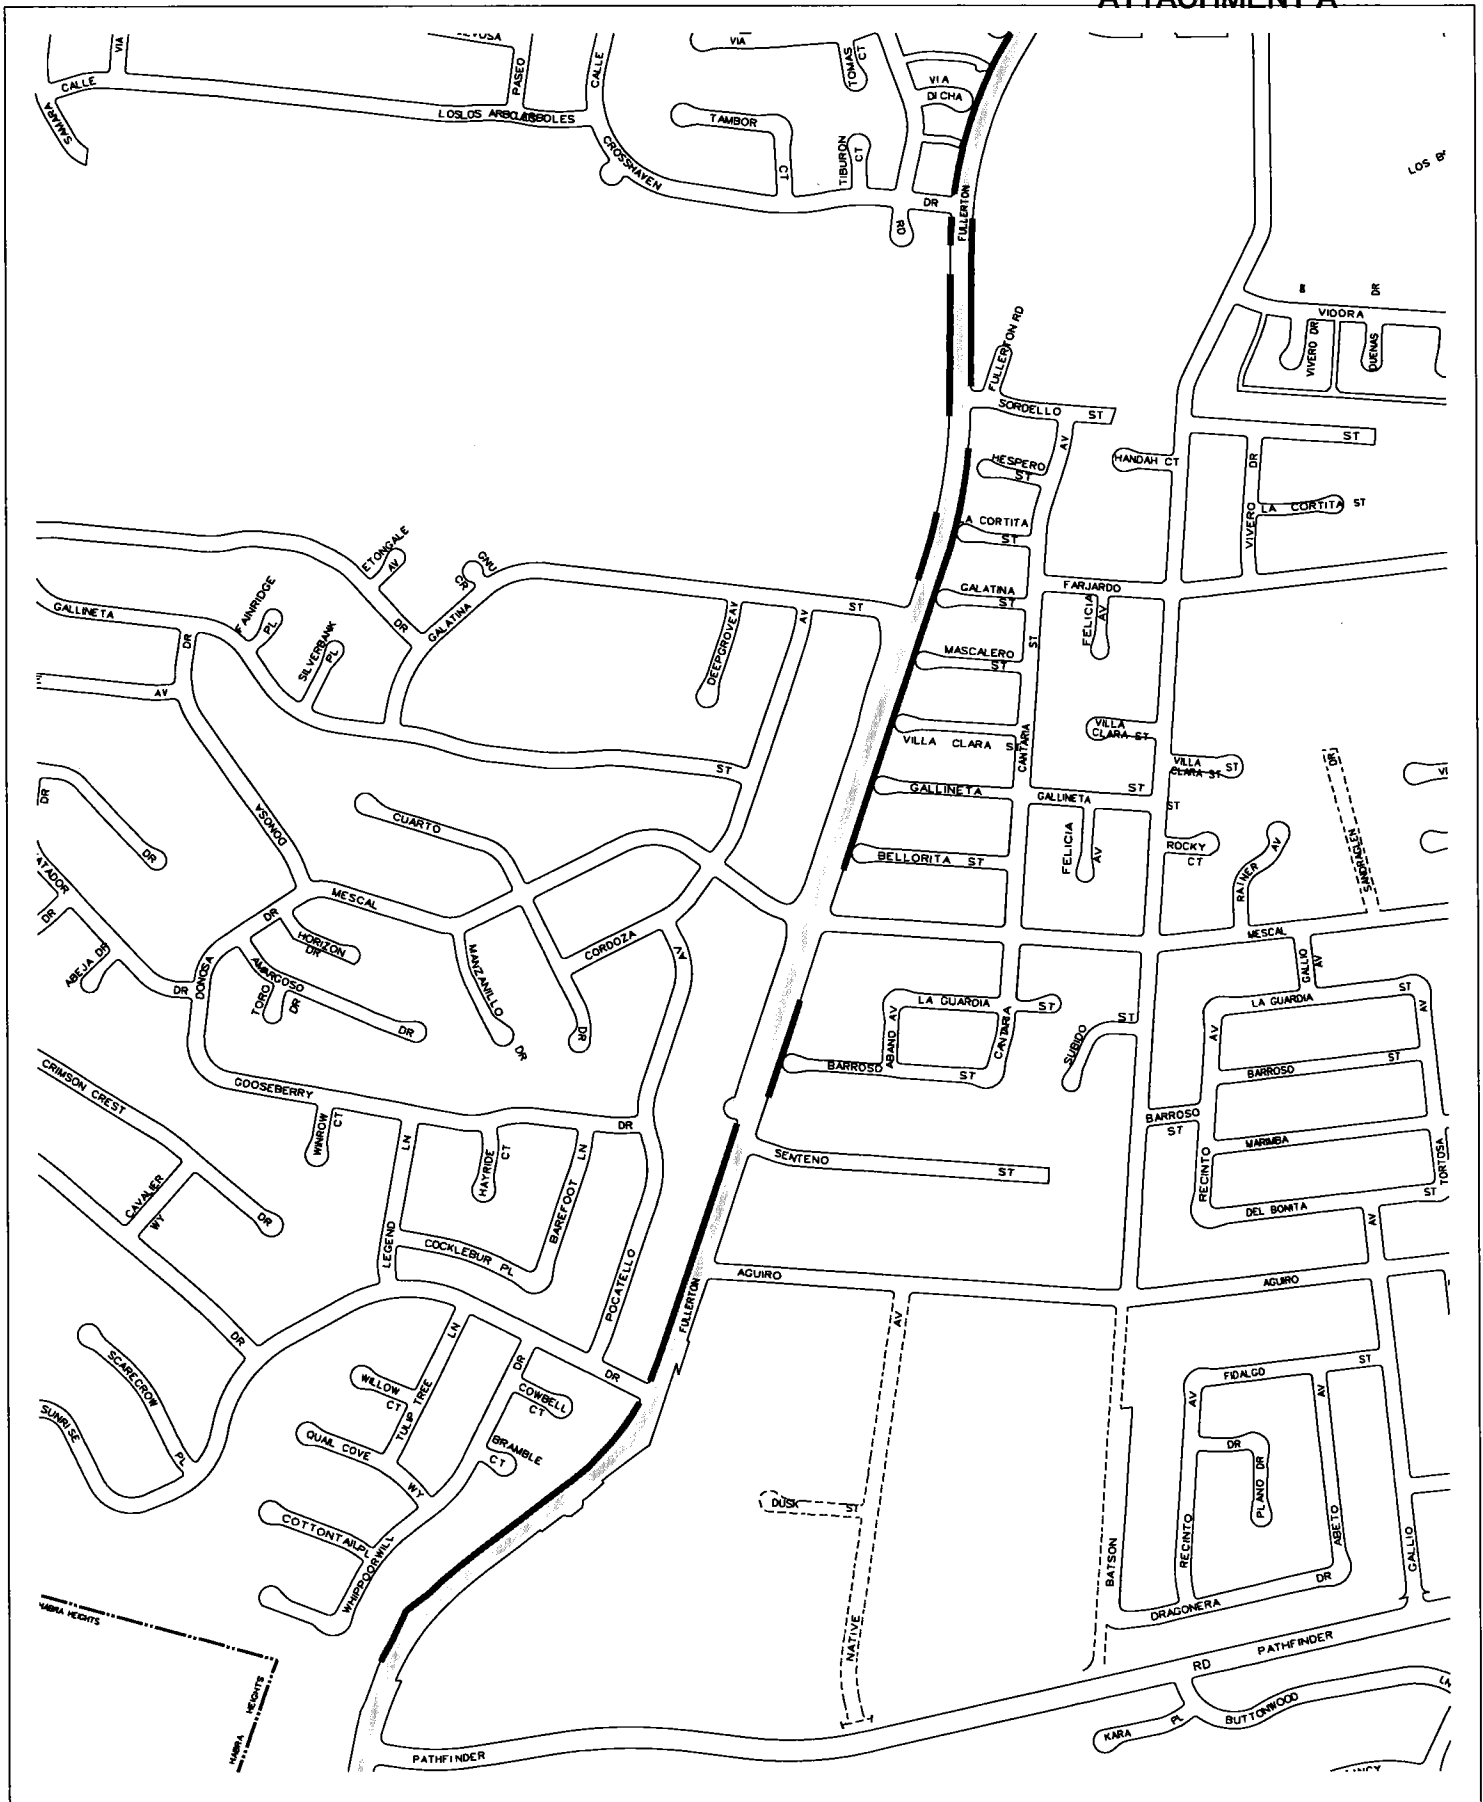 ATTACHMENT A
VIA
PASEO
CALLE
VIA
TOMAS
CT
CALLE
VIA
DICHA
SAMARA
LOSLOS ARBOLES
TAMBOR
CT
TIBURON
CT
CROSSHAVEN
DR
RD
FULLERTON
DR
VIDORA
VIVERO DR
DUENAS
FULLERTON RD
SORDELLO ST
AV
ST
HESPERO
ST
HANDAH CT
DR
VIVERO
LA CORTITA ST
A CORTITA
ST
ETONGALE
AV
GNU
CR
GALATINA
ST
FARJARDO
FELICIA
AV
GALLINETA
FAINRIDGE
PL
SILVERBANK
PL
DR
DR
GALATINA
DEEPGROVE AV
AV
ST
MASCALERO
ST
ST
AV
VILLA CLARA ST
CANTARIA
VILLA
CLARA ST
VILLA
CLARA ST
ST
DR
ST
GALLINETA
GALLINETA
ST
ST
DR
DR
DONOSA
CUARTO
BELLORITA ST
FELICIA
AV
ROCKY
CT
RAINER
AV
SANDRAGLEN
ATADOR
DR
MESCAL
DR
HORIZON
DR
MESCAL
ABEJA DR
DR
DONOSA
AMARGOSO
TORO
DR
DR
MANZANILLO
DR
CORDOZA
DR
AV
GALLIO
AV
LA GUARDIA
ST
ABAND AV
CANTARIA
BARROSO
ST
SUBIDO
ST
LA GUARDIA
ST
AV
AV
BARROSO
ST
CRIMSON CREST
GOOSEBERRY
DR
WINROW
CT
LN
HAYRIDE
CT
BAREFOOT
LN
BARROSO
ST
MARIMBA
SENTENO
ST
RECINTO
TORTOSA
ST
CAVALIER
WY
DR
DEL BONITA
AV
LEGEND
COCKLEBUR PL
POCATELLO
FULLERTON
AGUIRO
AGUIRO
AV
DR
SCARECROW
PL
LN
WILLOW
CT
TULIP TREE
DR
COWBELL
CT
DR
FIDALGO
ST
AV
AV
SUNRISE
QUAIL COVE
WY
BRAMBLE
CT
DR
PLANO DR
DUSK
ST
COTTONTAIL PL
WHIPPOORWILL
BATSON
RECINTO
ABETO
GALLIO
DR
DRAGONERA
HABRA HEIGHTS
HABRA HEIGHTS
NATIVE
RD
PATHFINDER
KARA
PL
BUTTONWOOD
LN
PATHFINDER